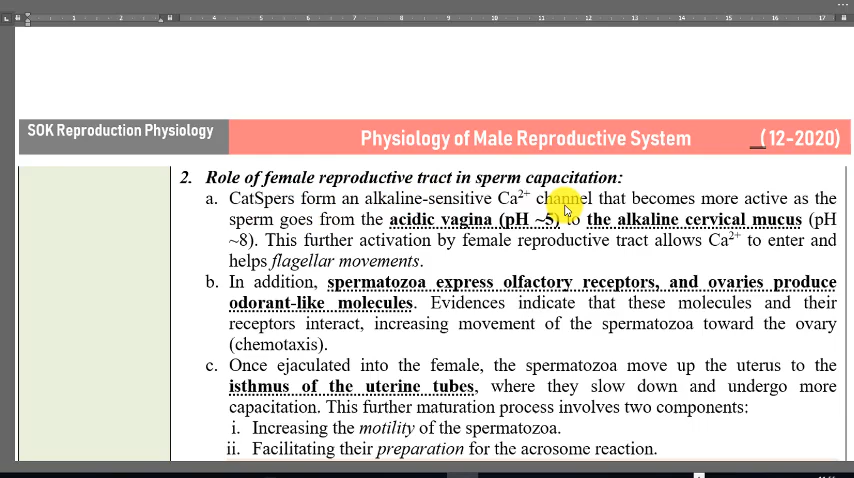 SOK Reproduction Physiology
Physiology of Male Reproductive System (12-2020)
2. Role of female reproductive tract in sperm capacitation:
a. CatSpers form an alkaline-sensitive Ca²⁺ channel that becomes more active as the
sperm goes from the acidic vagina (pH ~5) to the alkaline cervical mucus (pH
~8). This further activation by female reproductive tract allows Ca²⁺ to enter and
helps flagellar movements.
b. In addition, spermatozoa express olfactory receptors, and ovaries produce
odorant-like molecules. Evidences indicate that these molecules and their
receptors interact, increasing movement of the spermatozoa toward the ovary
(chemotaxis).
c. Once ejaculated into the female, the spermatozoa move up the uterus to the
isthmus of the uterine tubes, where they slow down and undergo more
capacitation. This further maturation process involves two components:
i. Increasing the motility of the spermatozoa.
ii. Facilitating their preparation for the acrosome reaction.